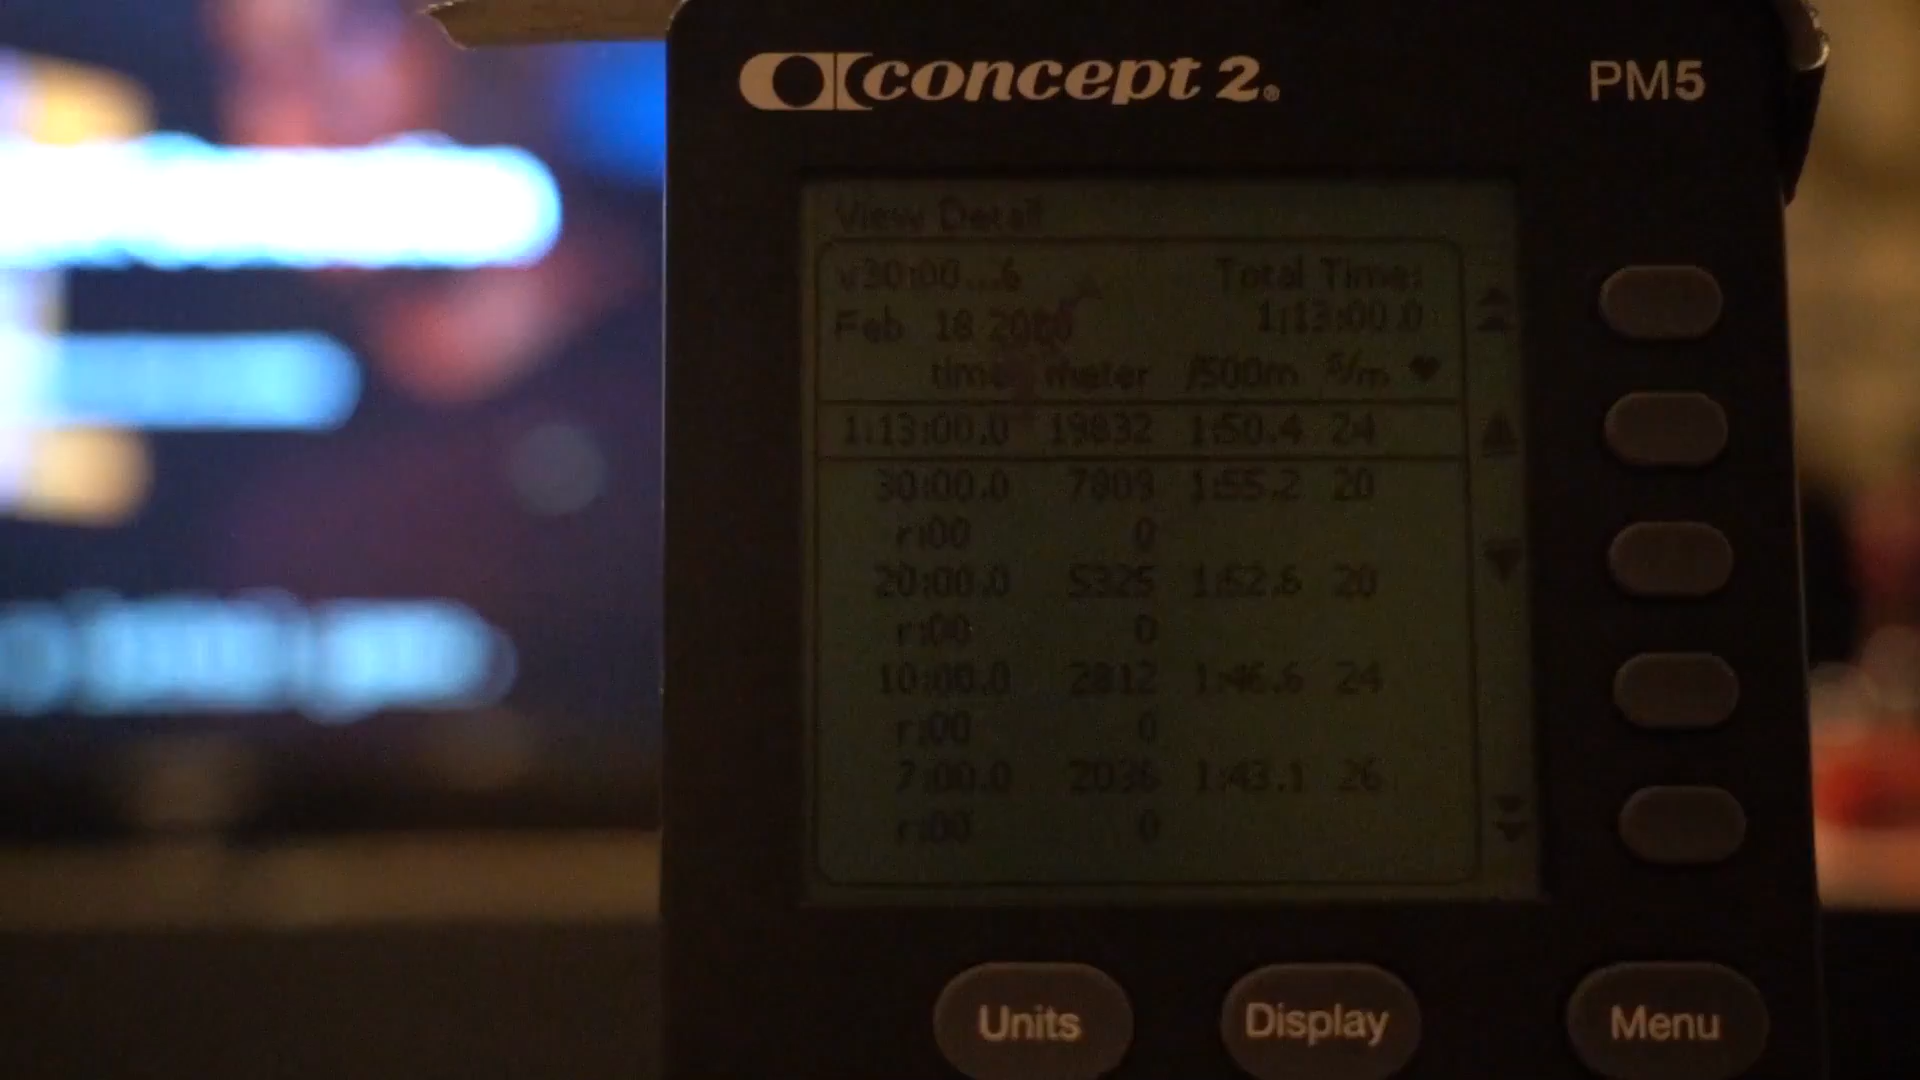 concept 2®
PM5
View Detail
v30:00...6 Total Time:
Feb 18 1:13:00.0
time meter /500m s/m ♥
1:13:00.0 19832 1:50.4 24
30:00.0 7809 1:55.2 20
r:00 0
20:00.0 5325 1:52.6 20
r:00 0
10:00.0 2812 1:46.6 24
r:00 0
7:00.0 2036 1:43.1 26
r:00 0
Units Display Menu